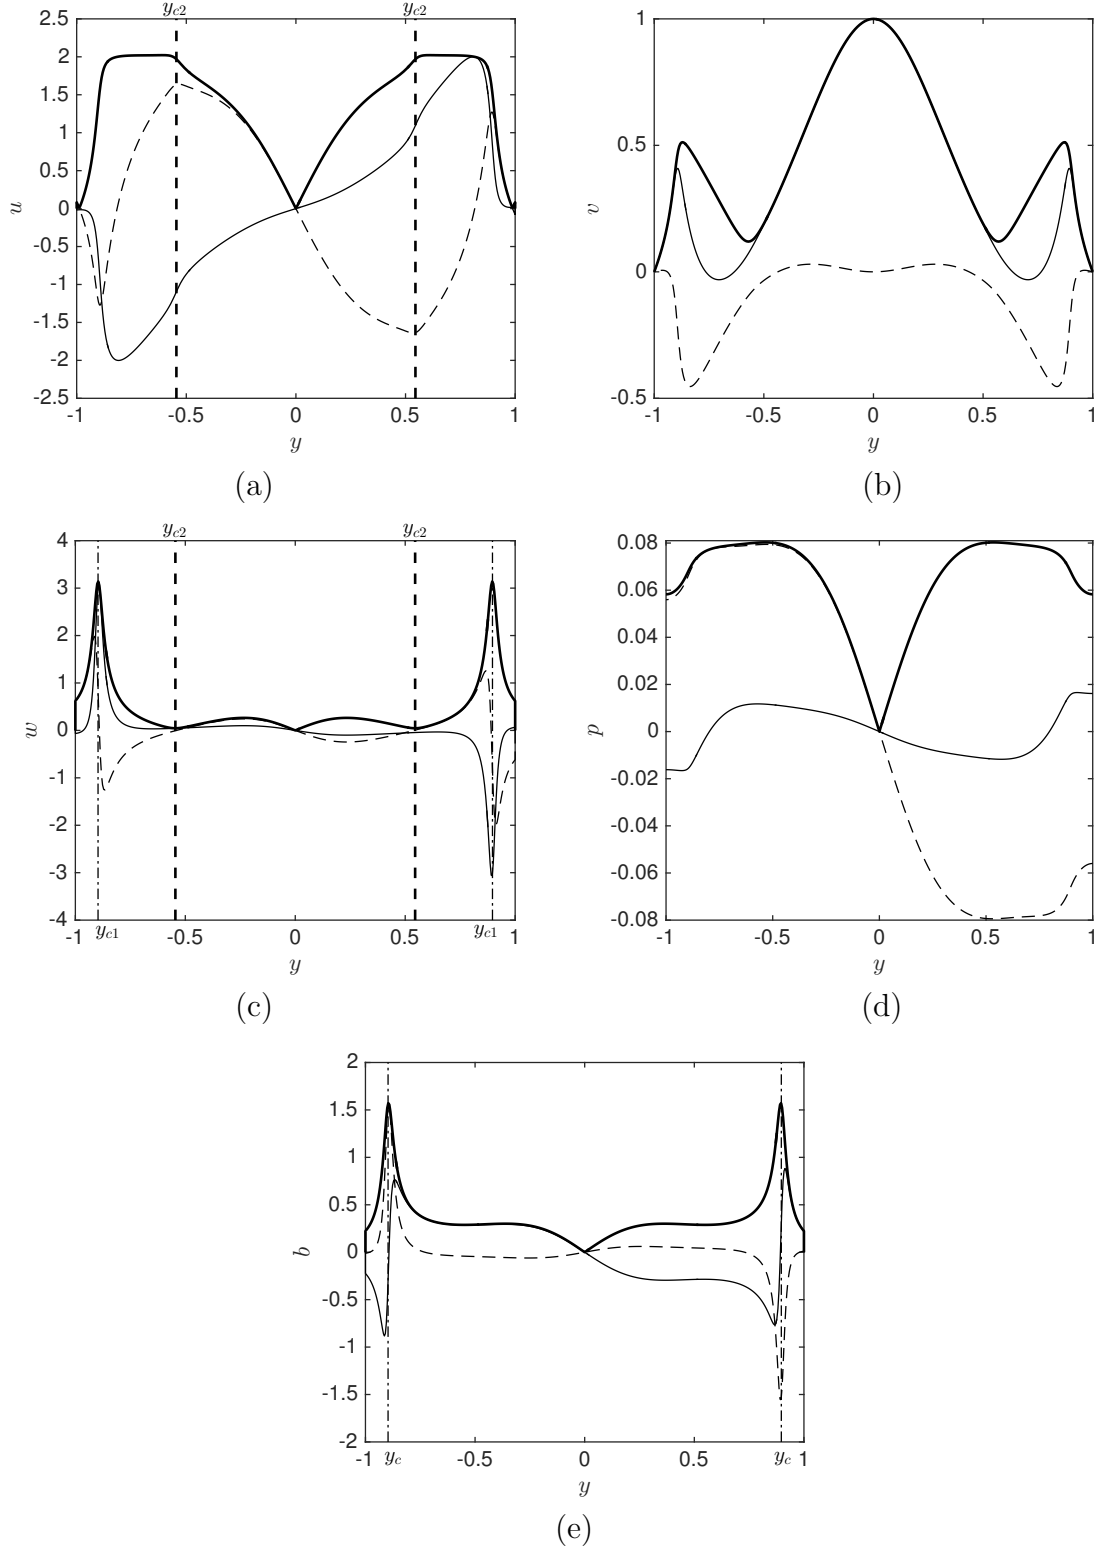 y_{c2} y_{c2}
2.5
2
1.5
1
0.5
0
-0.5
-1
-1.5
-2
-2.5
u
-1 -0.5 0 0.5 1
y
(a)
1
0.5
0
-0.5
v
-1 -0.5 0 0.5 1
y
(b)
y_{c2} y_{c2}
4
3
2
1
0
-1
-2
-3
-4
w
-1 y_{c1} -0.5 0 0.5 y_{c1} 1
y
(c)
0.08
0.06
0.04
0.02
0
-0.02
-0.04
-0.06
-0.08
p
-1 -0.5 0 0.5 1
y
(d)
2
1.5
1
0.5
0
-0.5
-1
-1.5
-2
b
-1 y_c -0.5 0 0.5 y_c 1
y
(e)